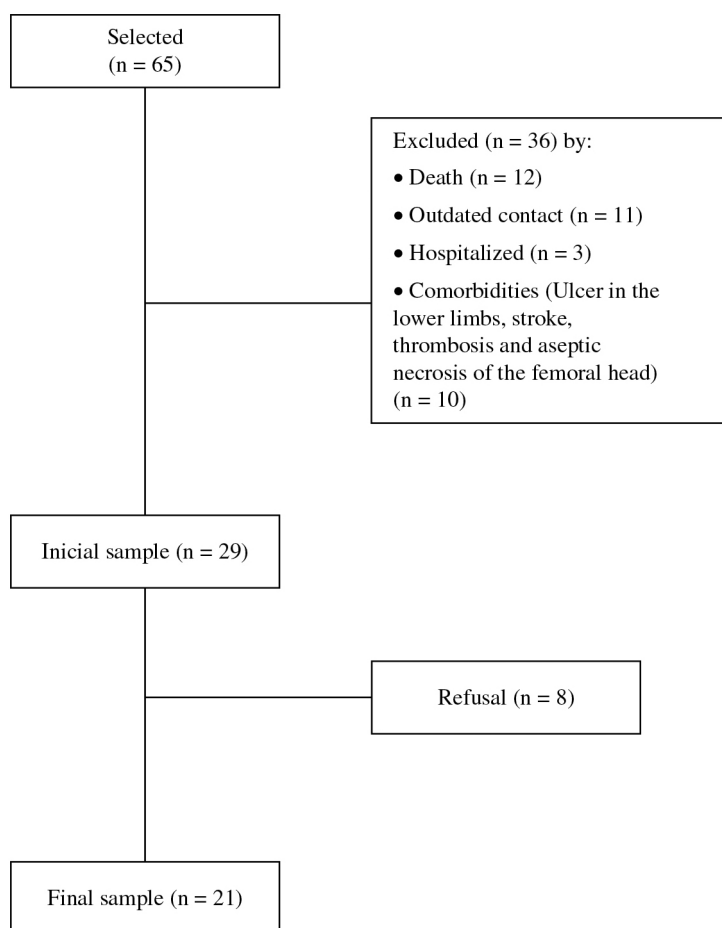 Selected
(n = 65)
Excluded (n = 36) by:
• Death (n = 12)
• Outdated contact (n = 11)
• Hospitalized (n = 3)
• Comorbidities (Ulcer in the
lower limbs, stroke,
thrombosis and aseptic
necrosis of the femoral head)
(n = 10)
Inicial sample (n = 29)
Refusal (n = 8)
Final sample (n = 21)